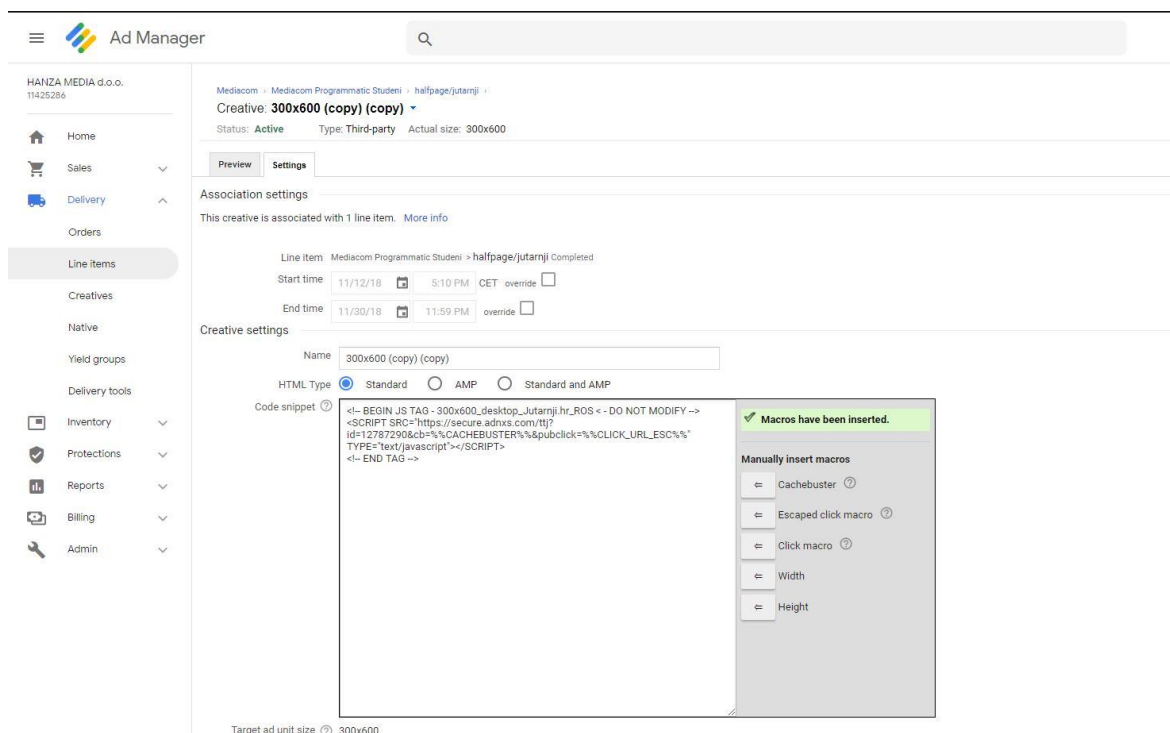 Ad Manager
HANZA MEDIA d.o.o.
11425286
Home
Sales
Delivery
Orders
Line items
Creatives
Native
Yield groups
Delivery tools
Inventory
Protections
Reports
Billing
Admin
Mediacom › Mediacom Programmatic Studeni › halfpage/jutarnji ‹
Creative: 300x600 (copy) (copy)
Status: Active Type: Third-party Actual size: 300x600
Preview Settings
Association settings
This creative is associated with 1 line item. More info
Line item Mediacom Programmatic Studeni > halfpage/jutarnji Completed
Start time 11/12/18 5:10 PM CET override
End time 11/30/18 11:59 PM override
Creative settings
Name 300x600 (copy) (copy)
HTML Type Standard AMP Standard and AMP
Code snippet ?
<!-- BEGIN JS TAG - 300x600_desktop_Jutarnji.hr_ROS < - DO NOT MODIFY -->
<SCRIPT SRC="https://secure.adnxs.com/ttj?
id=12787290&cb=%%CACHEBUSTER%%&pubclick=%%CLICK_URL_ESC%%"
TYPE="text/javascript"></SCRIPT>
<!-- END TAG -->
Macros have been inserted.
Manually insert macros
⇐ Cachebuster ?
⇐ Escaped click macro ?
⇐ Click macro ?
⇐ Width
⇐ Height
Target ad unit size ? 300x600